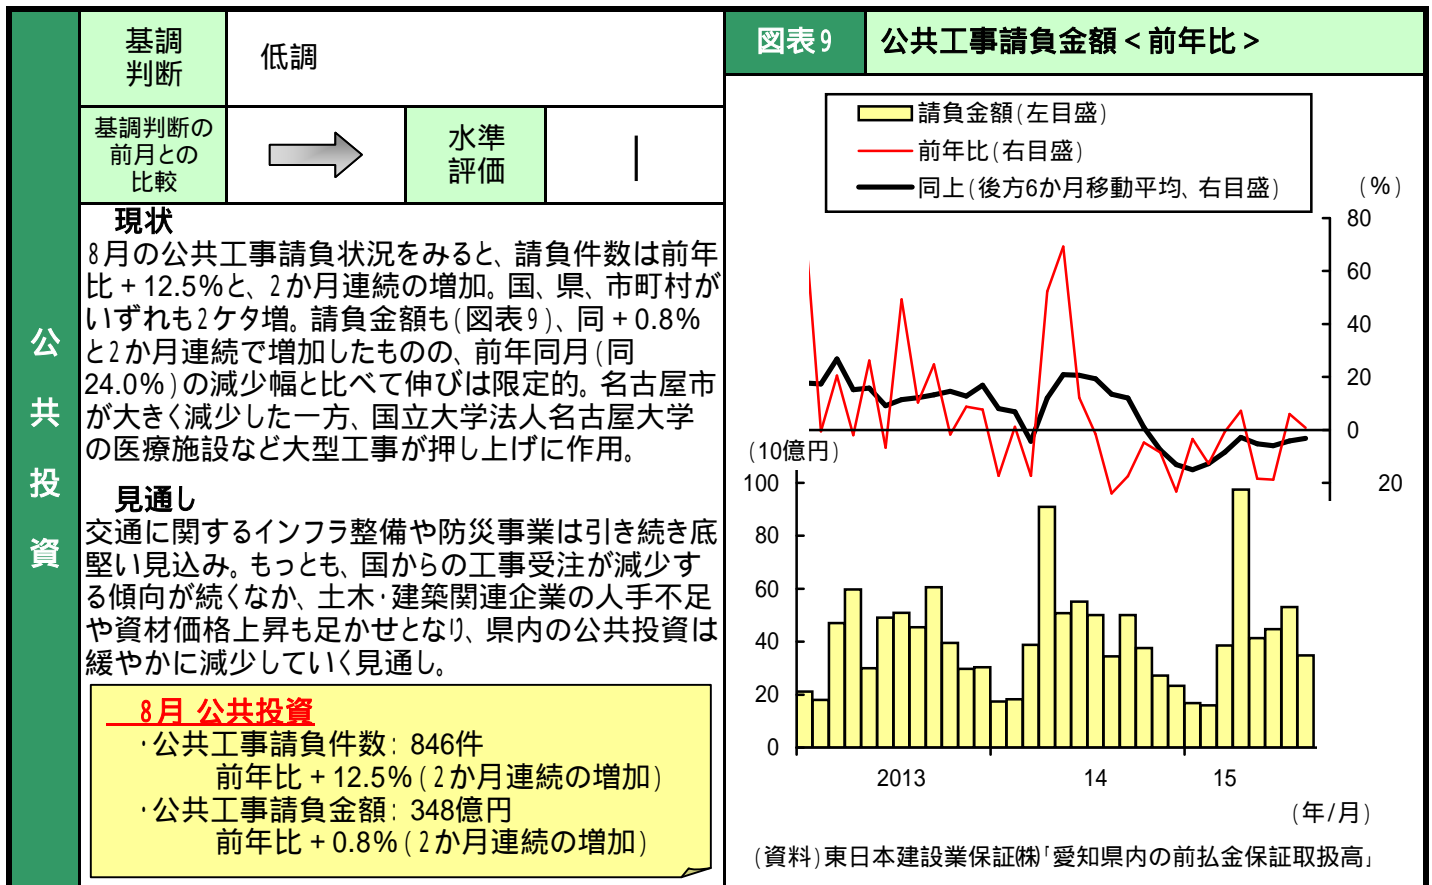 公共投資
基調
判断
低調
基調判断の
前月との
比較
水準
評価
現状
8月の公共工事請負状況をみると、請負件数は前年
比+12.5%と、2か月連続の増加。国、県、市町村が
いずれも2ケタ増。請負金額も(図表9)、同+0.8%
と2か月連続で増加したものの、前年同月(同
24.0%)の減少幅と比べて伸びは限定的。名古屋市
が大きく減少した一方、国立大学法人名古屋大学
の医療施設など大型工事が押し上げに作用。
見通し
交通に関するインフラ整備や防災事業は引き続き底
堅い見込み。もっとも、国からの工事受注が減少す
る傾向が続くなか、土木・建築関連企業の人手不足
や資材価格上昇も足かせとなり、県内の公共投資は
緩やかに減少していく見通し。
8月 公共投資
・公共工事請負件数: 846件
前年比+12.5%(2か月連続の増加)
・公共工事請負金額: 348億円
前年比+0.8%(2か月連続の増加)
図表9
公共工事請負金額<前年比>
請負金額(左目盛)
前年比(右目盛)
同上(後方6か月移動平均、右目盛)
(%)
80
60
40
20
0
20
(10億円)
100
80
60
40
20
0
2013
14
15
(年/月)
(資料)東日本建設業保証㈱「愛知県内の前払金保証取扱高」